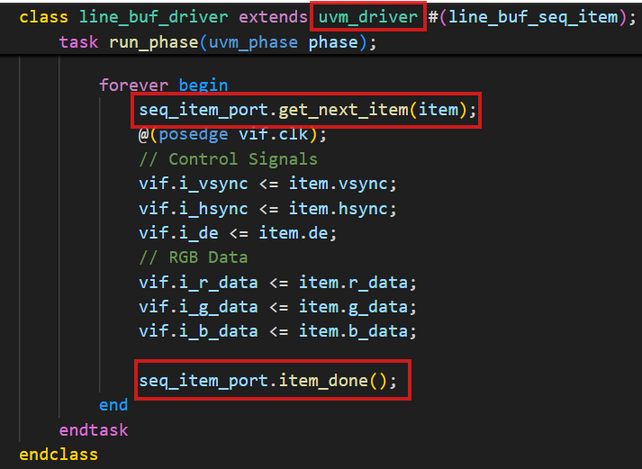 class line_buf_driver extends uvm_driver #(line_buf_seq_item);
task run_phase(uvm_phase phase);
forever begin
seq_item_port.get_next_item(item);
@(posedge vif.clk);
// Control Signals
vif.i_vsync <= item.vsync;
vif.i_hsync <= item.hsync;
vif.i_de <= item.de;
// RGB Data
vif.i_r_data <= item.r_data;
vif.i_g_data <= item.g_data;
vif.i_b_data <= item.b_data;
seq_item_port.item_done();
end
endtask
endclass